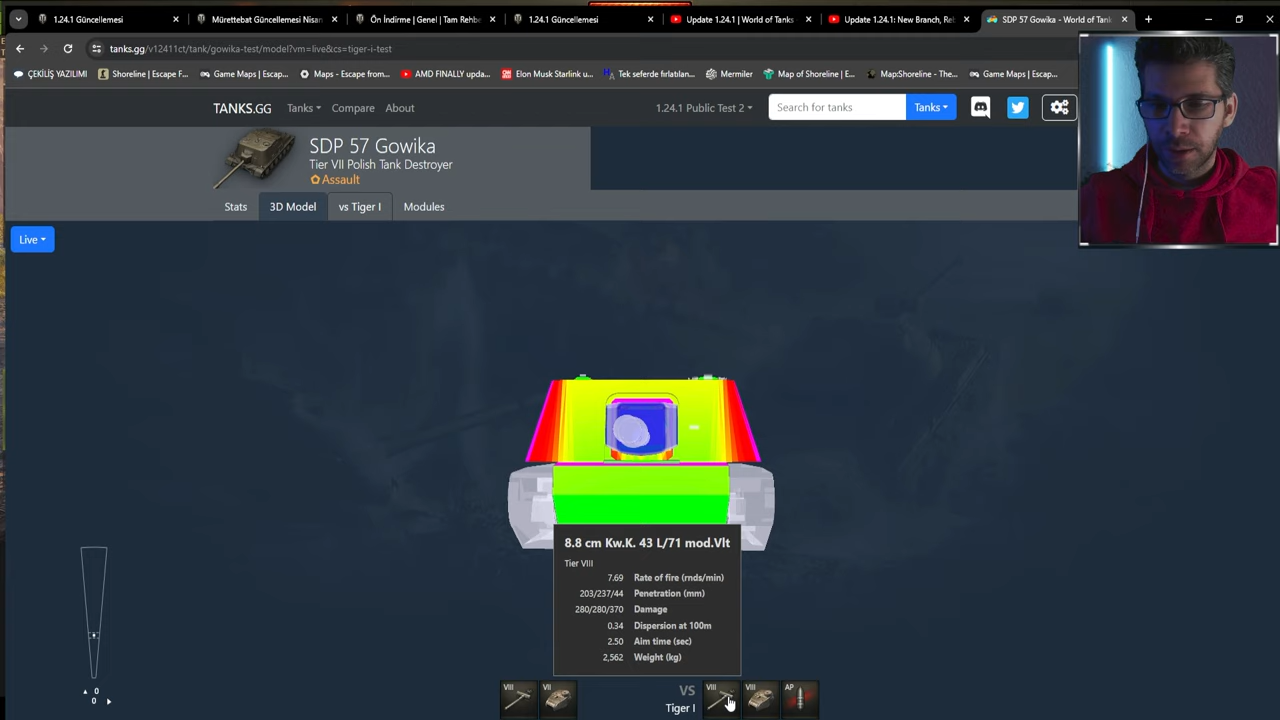 1.24.1 Güncellemesi
Mürettebat Güncellemesi Nisan
Ön İndirme | Genel | Tam Rehbe
1.24.1 Güncellemesi
Update 1.24.1 | World of Tanks
Update 1.24.1: New Branch, Re
SDP 57 Gowika - World of Tank
tanks.gg/v12411ct/tank/gowika-test/model?vm=live&cs=tiger-i-test
ÇEKİLİŞ YAZILIMI
Shoreline | Escape F...
Game Maps | Escap...
Maps - Escape from...
AMD FINALLY upda...
Elon Musk Starlink u...
Tek seferde fırlatılan...
Mermiler
Map of Shoreline | E...
Map:Shoreline - The...
Game Maps | Escap...
TANKS.GG
Tanks
Compare
About
1.24.1 Public Test 2
Search for tanks
Tanks
SDP 57 Gowika
Tier VII Polish Tank Destroyer
Assault
Stats
3D Model
vs Tiger I
Modules
Live
8.8 cm Kw.K. 43 L/71 mod.Vlt
Tier VIII
7.69 Rate of fire (rnds/min)
203/237/44 Penetration (mm)
280/280/370 Damage
0.34 Dispersion at 100m
2.50 Aim time (sec)
2,562 Weight (kg)
0
0
VIII
VII
VS
Tiger I
VIII
VIII
AP